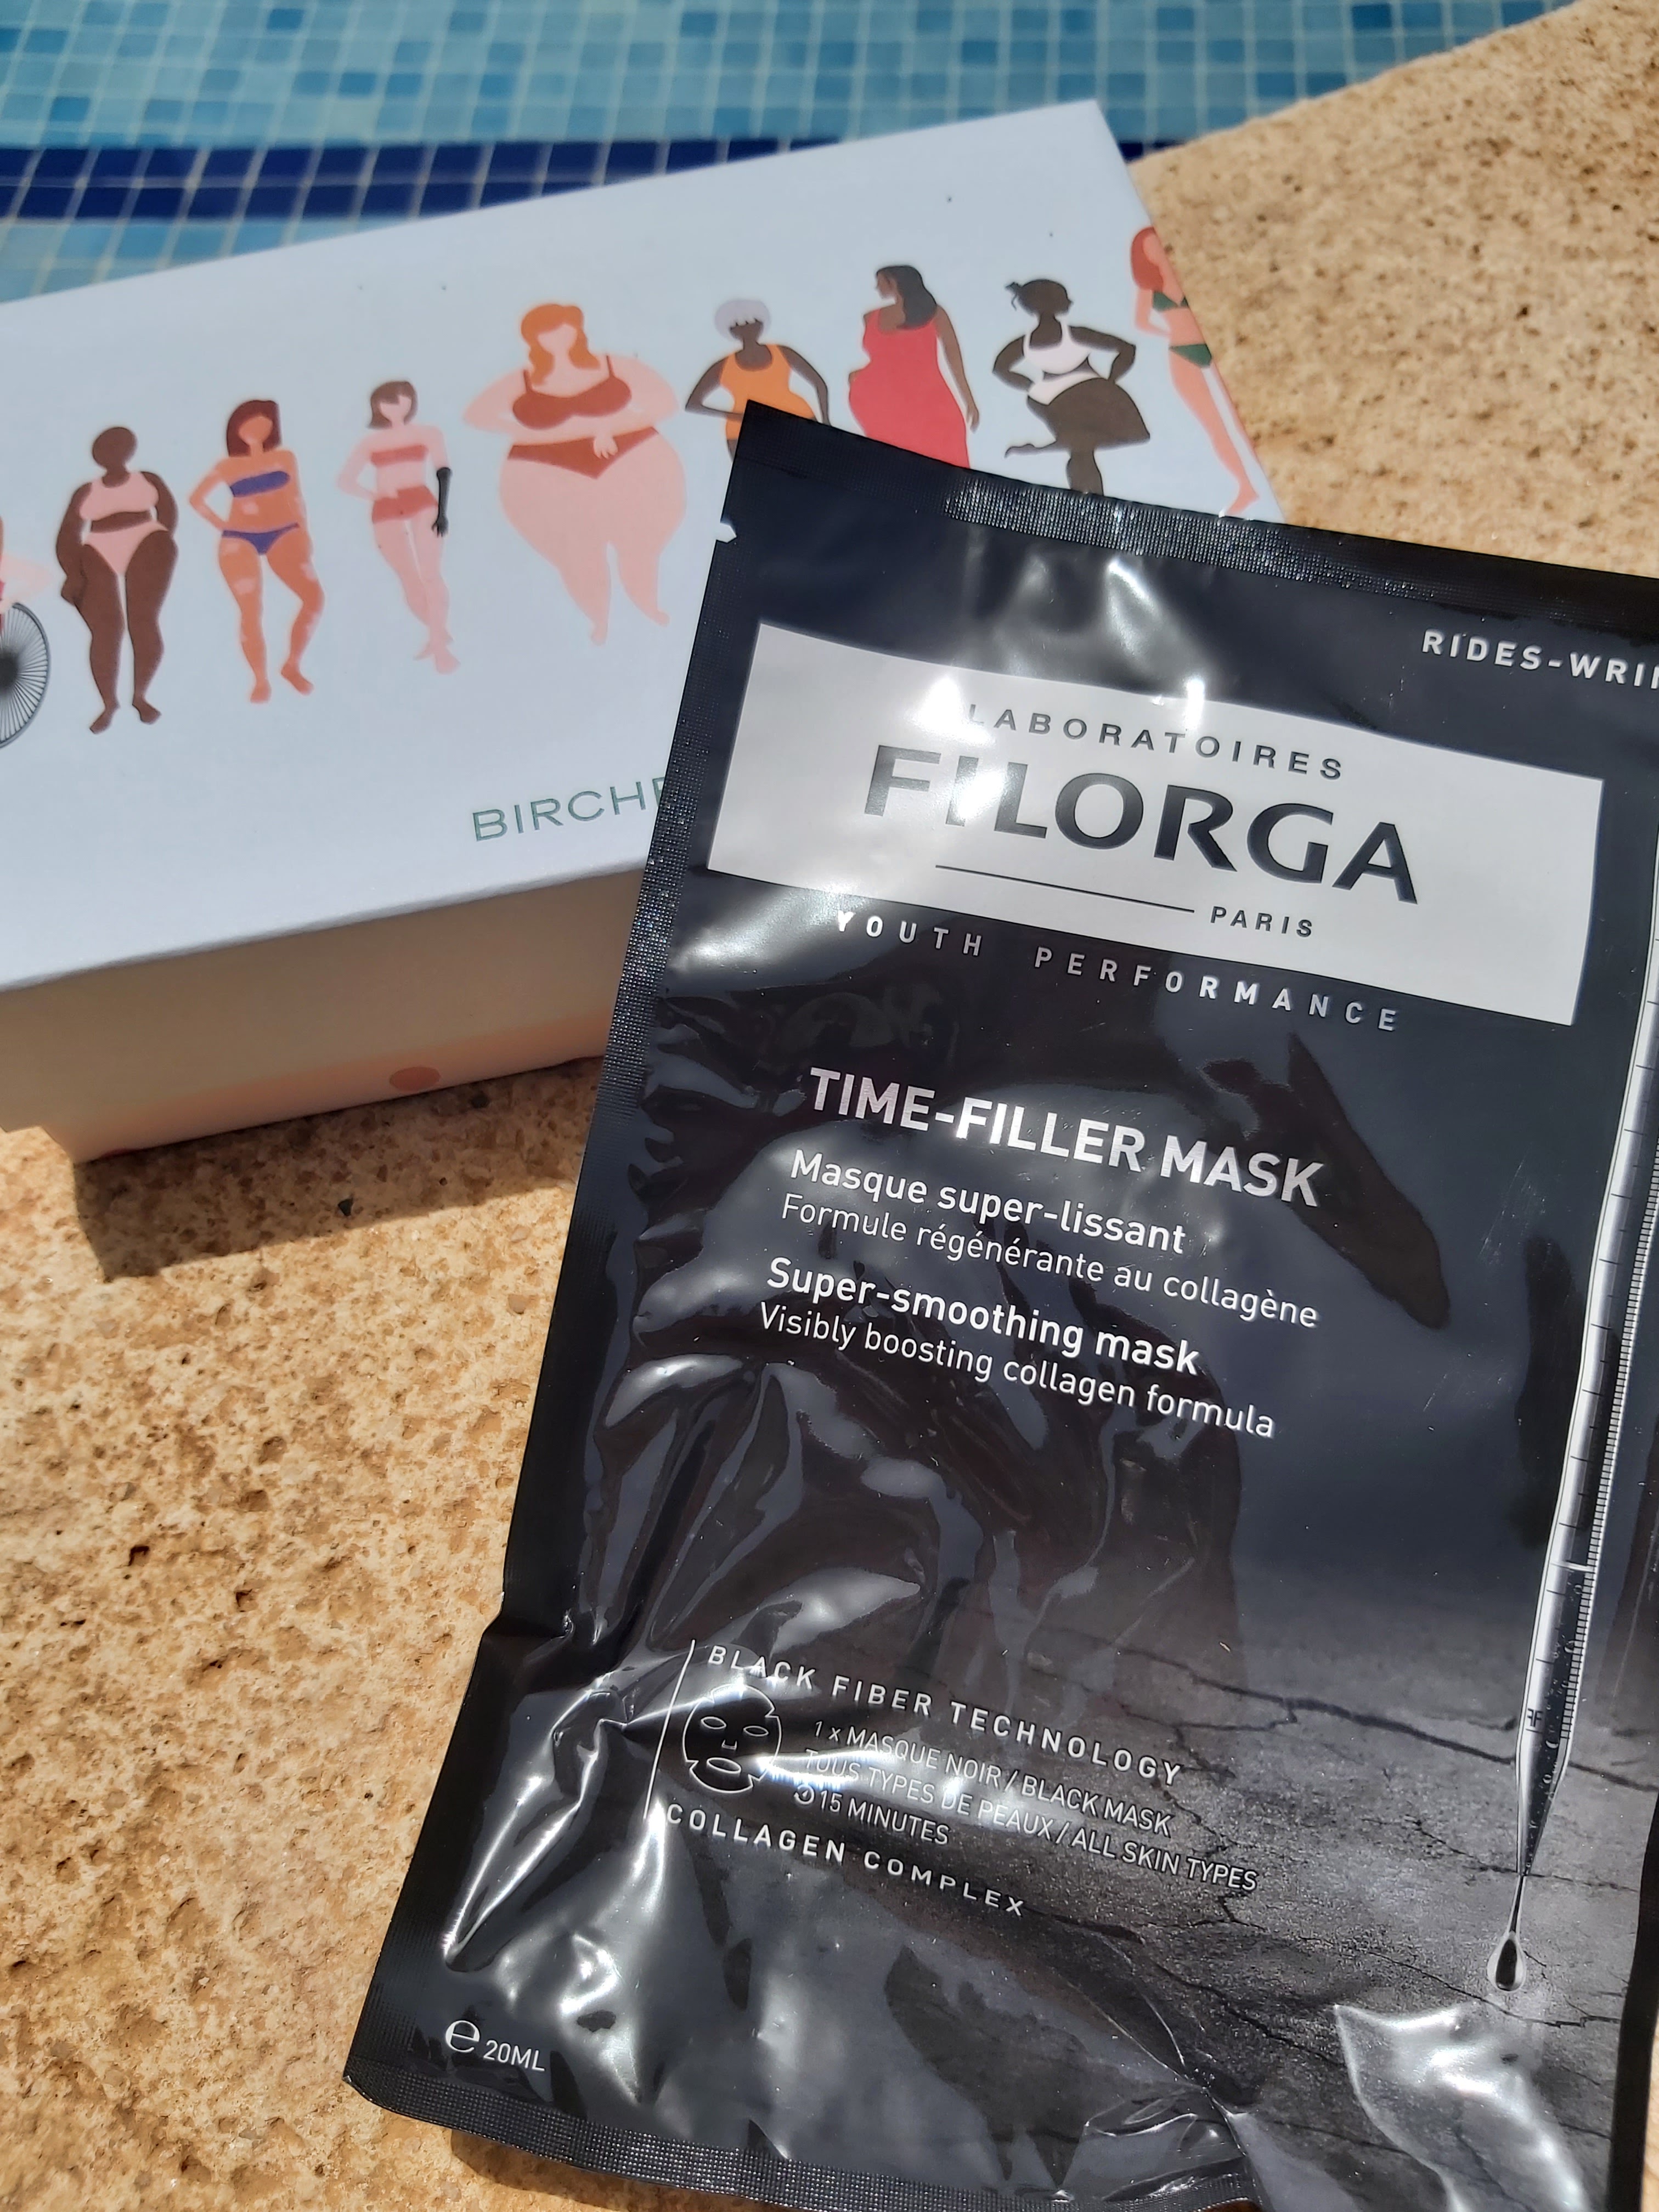 BIRCHB
RIDES-WRIN
LABORATOIRES
FILORGA
PARIS
YOUTH PERFORMANCE
TIME-FILLER MASK
Masque super-lissant
Formule régénérante au collagène
Super-smoothing mask
Visibly boosting collagen formula
BLACK FIBER TECHNOLOGY
1 x MASQUE NOIR / BLACK MASK
TOUS TYPES DE PEAUX / ALL SKIN TYPES
15 MINUTES
COLLAGEN COMPLEX
℮ 20ML